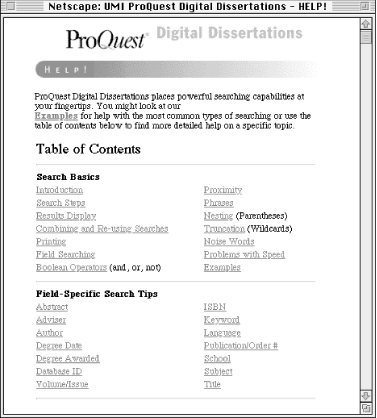 Netscape: UMI ProQuest Digital Dissertations - HELP!
ProQuest® Digital Dissertations
HELP!
ProQuest Digital Dissertations places powerful searching capabilities at
your fingertips. You might look at our
Examples for help with the most common types of searching or use the
table of contents below to find more detailed help on a specific topic.
Table of Contents
Search Basics
Introduction Proximity
Search Steps Phrases
Results Display Nesting (Parentheses)
Combining and Re-using Searches Truncation (Wildcards)
Printing Noise Words
Field Searching Problems with Speed
Boolean Operators (and, or, not) Examples
Field-Specific Search Tips
Abstract ISBN
Adviser Keyword
Author Language
Degree Date Publication/Order #
Degree Awarded School
Database ID Subject
Volume/Issue Title